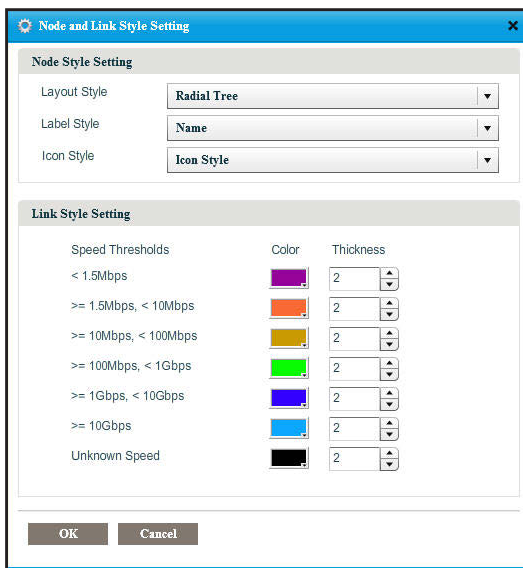 Node and Link Style Setting
Node Style Setting
Layout Style Radial Tree
Label Style Name
Icon Style Icon Style
Link Style Setting
Speed Thresholds Color Thickness
< 1.5Mbps 2
>= 1.5Mbps, < 10Mbps 2
>= 10Mbps, < 100Mbps 2
>= 100Mbps, < 1Gbps 2
>= 1Gbps, < 10Gbps 2
>= 10Gbps 2
Unknown Speed 2
OK Cancel